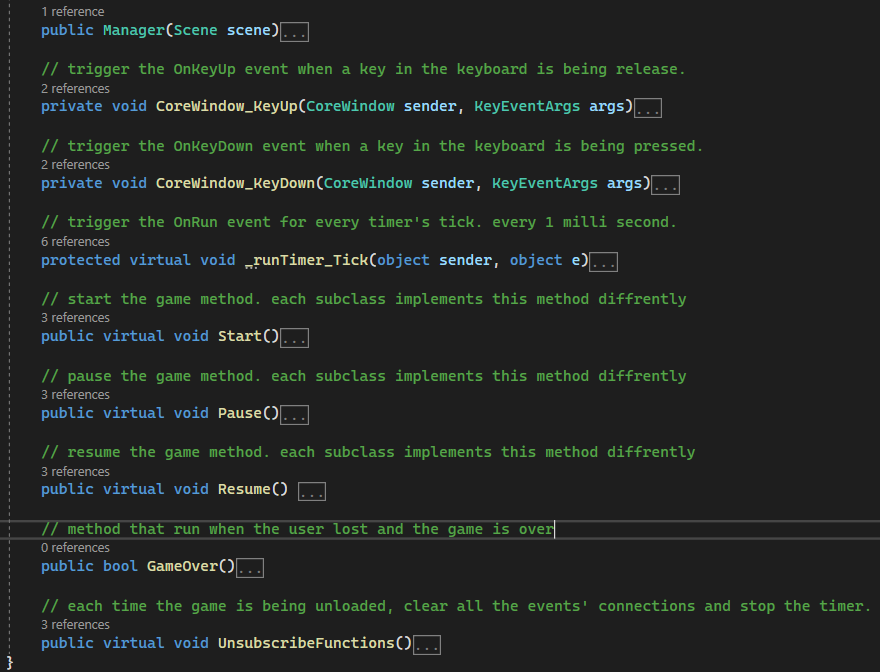 1 reference
public Manager(Scene scene)...
// trigger the OnKeyUp event when a key in the keyboard is being release.
2 references
private void CoreWindow_KeyUp(CoreWindow sender, KeyEventArgs args)...
// trigger the OnKeyDown event when a key in the keyboard is being pressed.
2 references
private void CoreWindow_KeyDown(CoreWindow sender, KeyEventArgs args)...
// trigger the OnRun event for every timer's tick. every 1 milli second.
6 references
protected virtual void _runTimer_Tick(object sender, object e)...
// start the game method. each subclass implements this method diffrently
3 references
public virtual void Start()...
// pause the game method. each subclass implements this method diffrently
3 references
public virtual void Pause()...
// resume the game method. each subclass implements this method diffrently
3 references
public virtual void Resume() ...
// method that run when the user lost and the game is over
0 references
public bool GameOver()...
// each time the game is being unloaded, clear all the events' connections and stop the timer.
3 references
public virtual void UnsubscribeFunctions()...
}